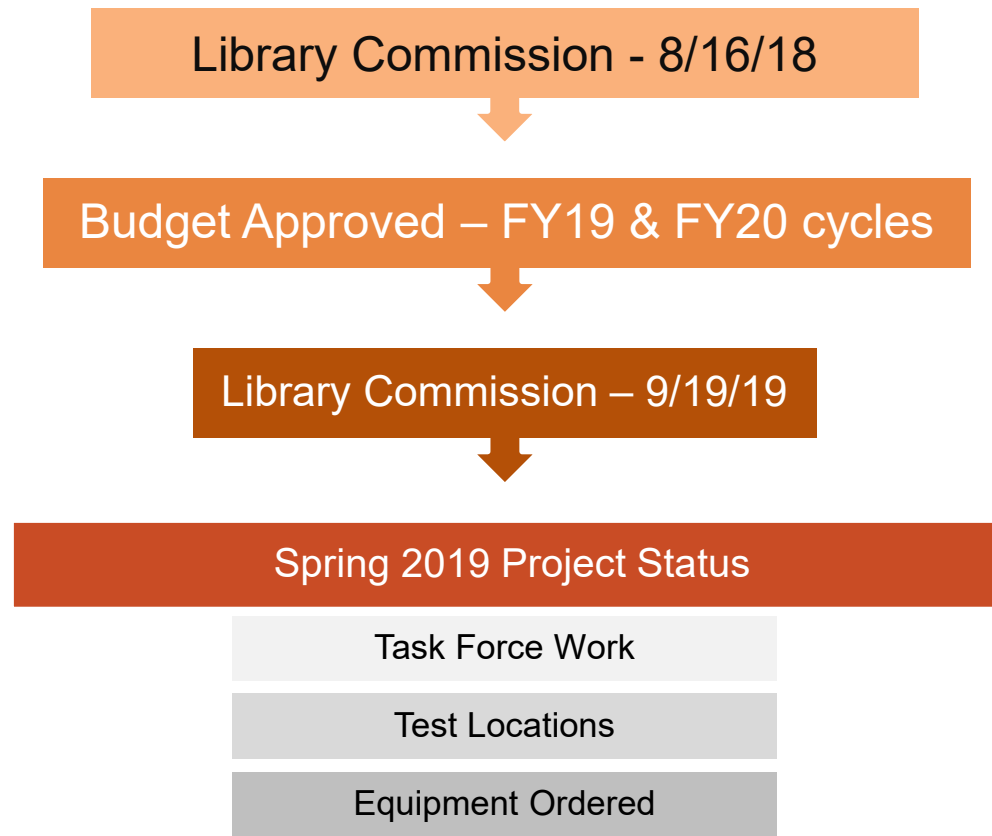 Library Commission - 8/16/18
Budget Approved – FY19 & FY20 cycles
Library Commission – 9/19/19
Spring 2019 Project Status
Task Force Work
Test Locations
Equipment Ordered